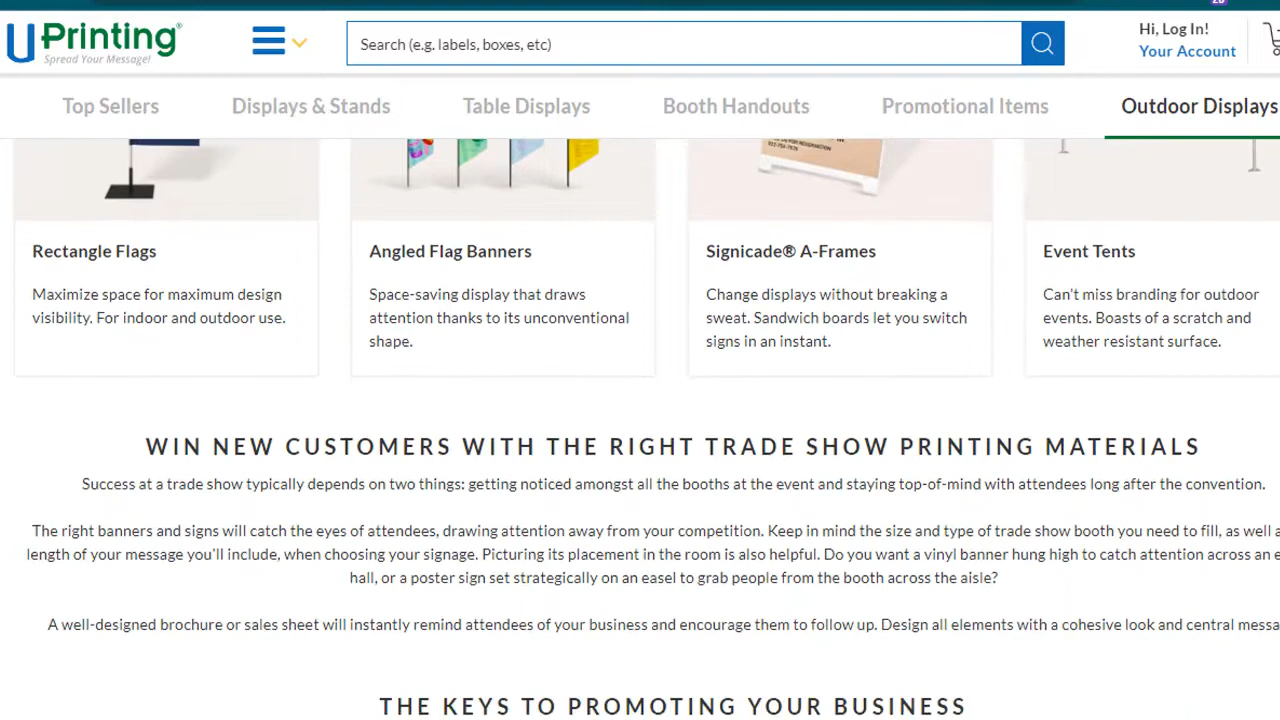 28
UPrinting®
Spread Your Message!
Search (e.g. labels, boxes, etc)
Hi, Log In!
Your Account
Top Sellers
Displays & Stands
Table Displays
Booth Handouts
Promotional Items
Outdoor Displays
Rectangle Flags
Maximize space for maximum design
visibility. For indoor and outdoor use.
Angled Flag Banners
Space-saving display that draws
attention thanks to its unconventional
shape.
Signicade® A-Frames
Change displays without breaking a
sweat. Sandwich boards let you switch
signs in an instant.
Event Tents
Can't miss branding for outdoor
events. Boasts of a scratch and
weather resistant surface.
WIN NEW CUSTOMERS WITH THE RIGHT TRADE SHOW PRINTING MATERIALS
Success at a trade show typically depends on two things: getting noticed amongst all the booths at the event and staying top-of-mind with attendees long after the convention.
The right banners and signs will catch the eyes of attendees, drawing attention away from your competition. Keep in mind the size and type of trade show booth you need to fill, as well a
length of your message you'll include, when choosing your signage. Picturing its placement in the room is also helpful. Do you want a vinyl banner hung high to catch attention across an e
hall, or a poster sign set strategically on an easel to grab people from the booth across the aisle?
A well-designed brochure or sales sheet will instantly remind attendees of your business and encourage them to follow up. Design all elements with a cohesive look and central messa
THE KEYS TO PROMOTING YOUR BUSINESS